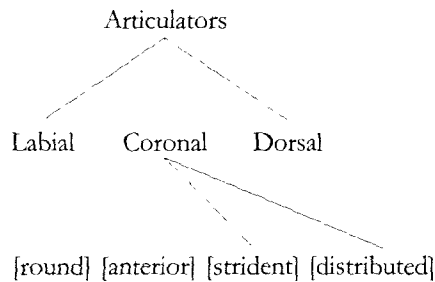 Articulators
Labial Coronal Dorsal
[round] [anterior] [strident] [distributed]